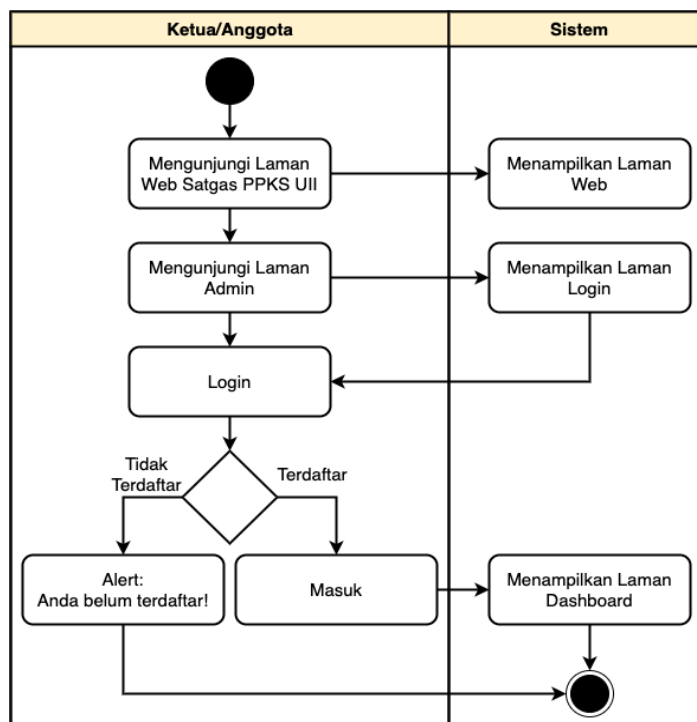 Ketua/Anggota
Sistem
Mengunjungi Laman
Web Satgas PPKS UII
Menampilkan Laman
Web
Mengunjungi Laman
Admin
Menampilkan Laman
Login
Login
Tidak
Terdaftar
Terdaftar
Alert:
Anda belum terdaftar!
Masuk
Menampilkan Laman
Dashboard